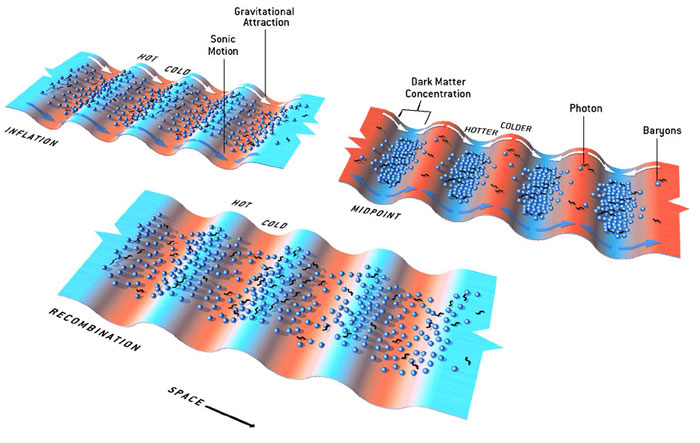 Gravitational
Attraction
Sonic
Motion
HOT
COLD
INFLATION
Dark Matter
Concentration
Photon
Baryons
HOTTER
COLDER
MIDPOINT
HOT
COLD
RECOMBINATION
SPACE